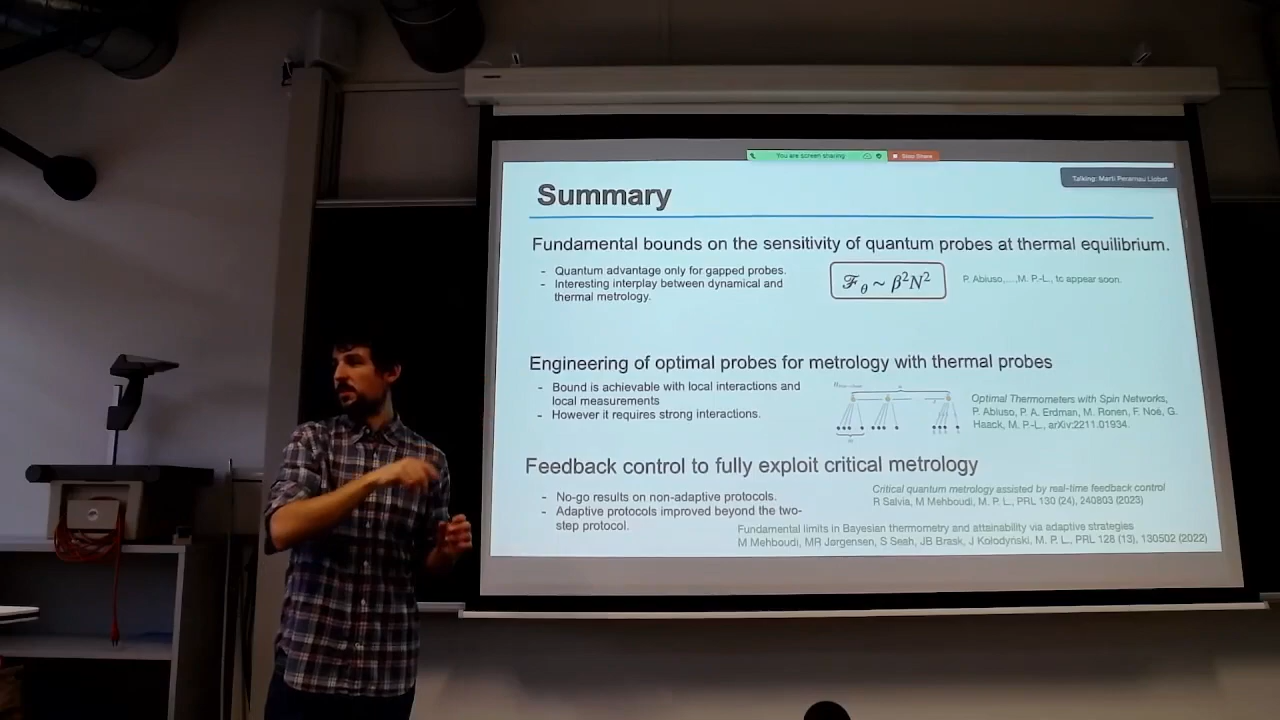 You are screen sharing
Stop Share
Talking: Marti Perarnau Llobet
Summary
Fundamental bounds on the sensitivity of quantum probes at thermal equilibrium.
- Quantum advantage only for gapped probes.
- Interesting interplay between dynamical and
thermal metrology.
ℱ_θ ~ β²N²
P. Abiuso,...,M. P.-L., to appear soon.
Engineering of optimal probes for metrology with thermal probes
- Bound is achievable with local interactions and
local measurements
- However it requires strong interactions.
Optimal Thermometers with Spin Networks,
P. Abiuso, P. A. Erdman, M. Ronen, F. Noé, G.
Haack, M. P.-L., arXiv:2211.01934.
Feedback control to fully exploit critical metrology
- No-go results on non-adaptive protocols.
- Adaptive protocols improved beyond the two-
step protocol.
Critical quantum metrology assisted by real-time feedback control
R Salvia, M Mehboudi, M. P. L., PRL 130 (24), 240803 (2023)
Fundamental limits in Bayesian thermometry and attainability via adaptive strategies
M Mehboudi, MR Jørgensen, S Seah, JB Brask, J Kołodyński, M. P. L., PRL 128 (13), 130502 (2022)